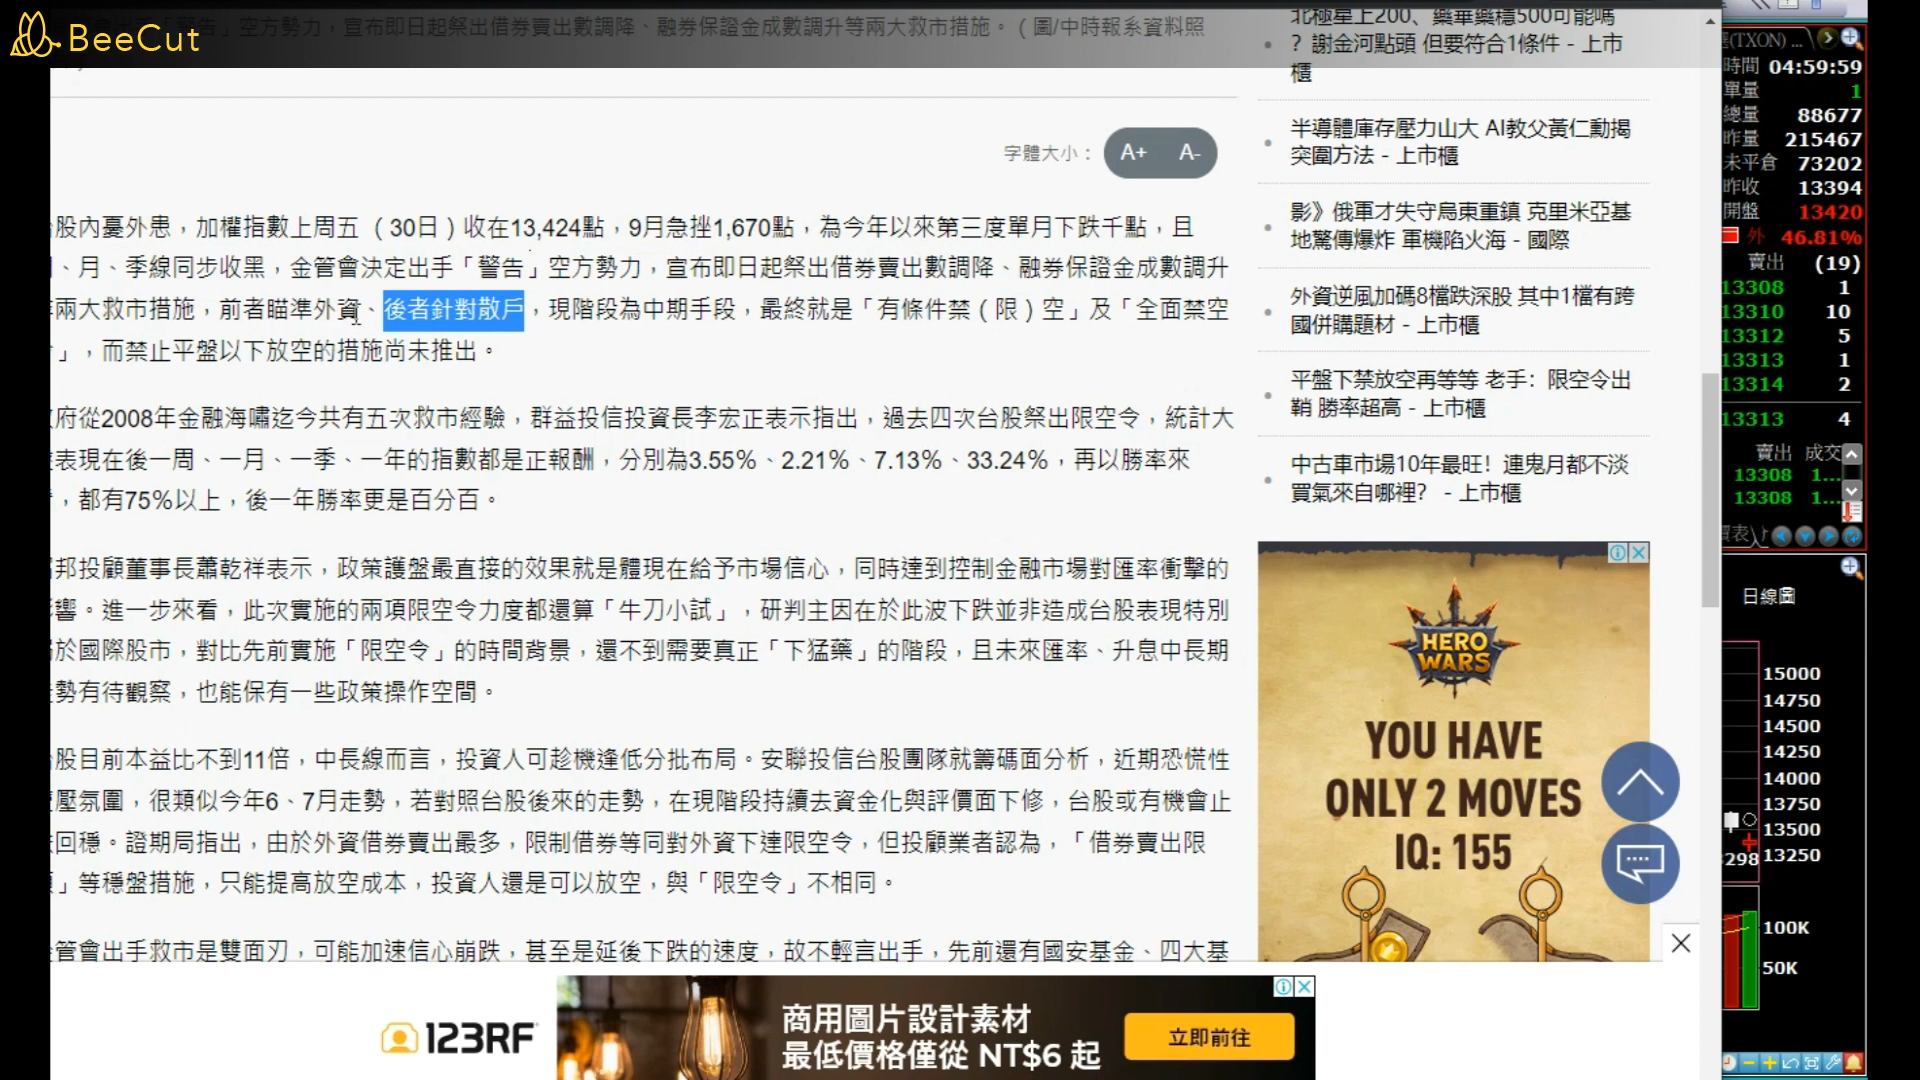 BeeCut
警告」空方勢力，宣布即日起祭出借券賣出數調降、融券保證金成數調升等兩大救市措施。（圖/中時報系資料照
字體大小：
A+ A-
股內憂外患，加權指數上周五（30日）收在13,424點，9月急挫1,670點，為今年以來第三度單月下跌千點，且
、月、季線同步收黑，金管會決定出手「警告」空方勢力，宣布即日起祭出借券賣出數調降、融券保證金成數調升
兩大救市措施，前者瞄準外資、後者針對散戶，現階段為中期手段，最終就是「有條件禁（限）空」及「全面禁空
」，而禁止平盤以下放空的措施尚未推出。
府從2008年金融海嘯迄今共有五次救市經驗，群益投信投資長李宏正表示指出，過去四次台股祭出限空令，統計大
表現在後一周、一月、一季、一年的指數都是正報酬，分別為3.55%、2.21%、7.13%、33.24%，再以勝率來
，都有75%以上，後一年勝率更是百分百。
邦投顧董事長蕭乾祥表示，政策護盤最直接的效果就是體現在給予市場信心，同時達到控制金融市場對匯率衝擊的
響。進一步來看，此次實施的兩項限空令力度都還算「牛刀小試」，研判主因在於此波下跌並非造成台股表現特別
於國際股市，對比先前實施「限空令」的時間背景，還不到需要真正「下猛藥」的階段，且未來匯率、升息中長期
勢有待觀察，也能保有一些政策操作空間。
股目前本益比不到11倍，中長線而言，投資人可趁機逢低分批布局。安聯投信台股團隊就籌碼面分析，近期恐慌性
壓氛圍，很類似今年6、7月走勢，若對照台股後來的走勢，在現階段持續去資金化與評價面下修，台股或有機會止
回穩。證期局指出，由於外資借券賣出最多，限制借券等同對外資下達限空令，但投顧業者認為，「借券賣出限
」等穩盤措施，只能提高放空成本，投資人還是可以放空，與「限空令」不相同。
管會出手救市是雙面刃，可能加速信心崩跌，甚至是延後下跌的速度，故不輕言出手，先前還有國安基金、四大基
北極星上200、藥華藥穩500可能嗎
？謝金河點頭 但要符合1條件 - 上市
櫃
半導體庫存壓力山大 AI教父黃仁勳揭
突圍方法 - 上市櫃
影》俄軍才失守烏東重鎮 克里米亞基
地驚傳爆炸 軍機陷火海 - 國際
外資逆風加碼8檔跌深股 其中1檔有跨
國併購題材 - 上市櫃
平盤下禁放空再等等 老手：限空令出
鞘 勝率超高 - 上市櫃
中古車市場10年最旺！連鬼月都不淡
買氣來自哪裡？ - 上市櫃
HERO
WARS
YOU HAVE
ONLY 2 MOVES
IQ: 155
123RF
商用圖片設計素材
最低價格僅從 NT$6 起
立即前往
(TXON) ...
時間 04:59:59
單量 1
總量 88677
昨量 215467
未平倉 73202
昨收 13394
開盤 13420
外 46.81%
賣出 (19)
13308 1
13310 10
13312 5
13313 1
13314 2
13313 4
賣出 成交
13308 1...
13308 1...
日線圖
15000
14750
14500
14250
14000
13750
13500
3298 13250
100K
50K